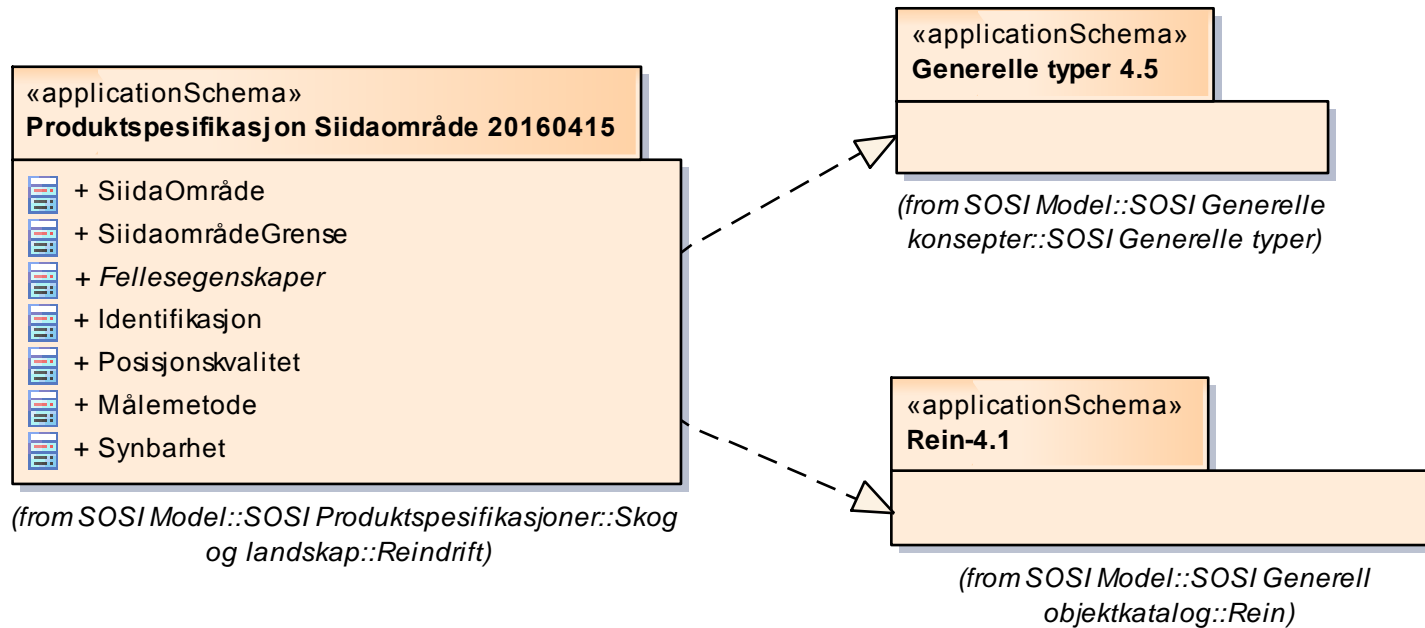 «applicationSchema»
Produktspesifikasjon Siidaområde 20160415
+ SiidaOmråde
+ SiidaområdeGrense
+ Fellesegenskaper
+ Identifikasjon
+ Posisjonskvalitet
+ Målemetode
+ Synbarhet
(from SOSI Model::SOSI Produktspesifikasjoner::Skog
og landskap::Reindrift)
«applicationSchema»
Generelle typer 4.5
(from SOSI Model::SOSI Generelle
konsepter::SOSI Generelle typer)
«applicationSchema»
Rein-4.1
(from SOSI Model::SOSI Generell
objektkatalog::Rein)